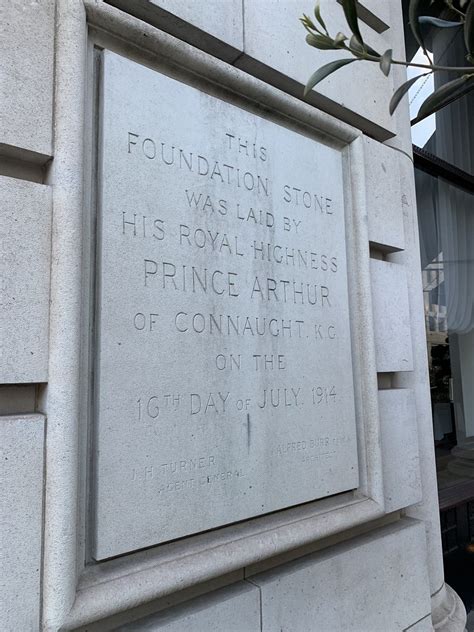 THIS
FOUNDATION STONE
WAS LAID BY
HIS ROYAL HIGHNESS
PRINCE ARTHUR
OF CONNAUGHT. K.G
ON THE
16TH DAY OF JULY. 1914.
J. H. TURNER
AGENT GENERAL
ALFRED BURR